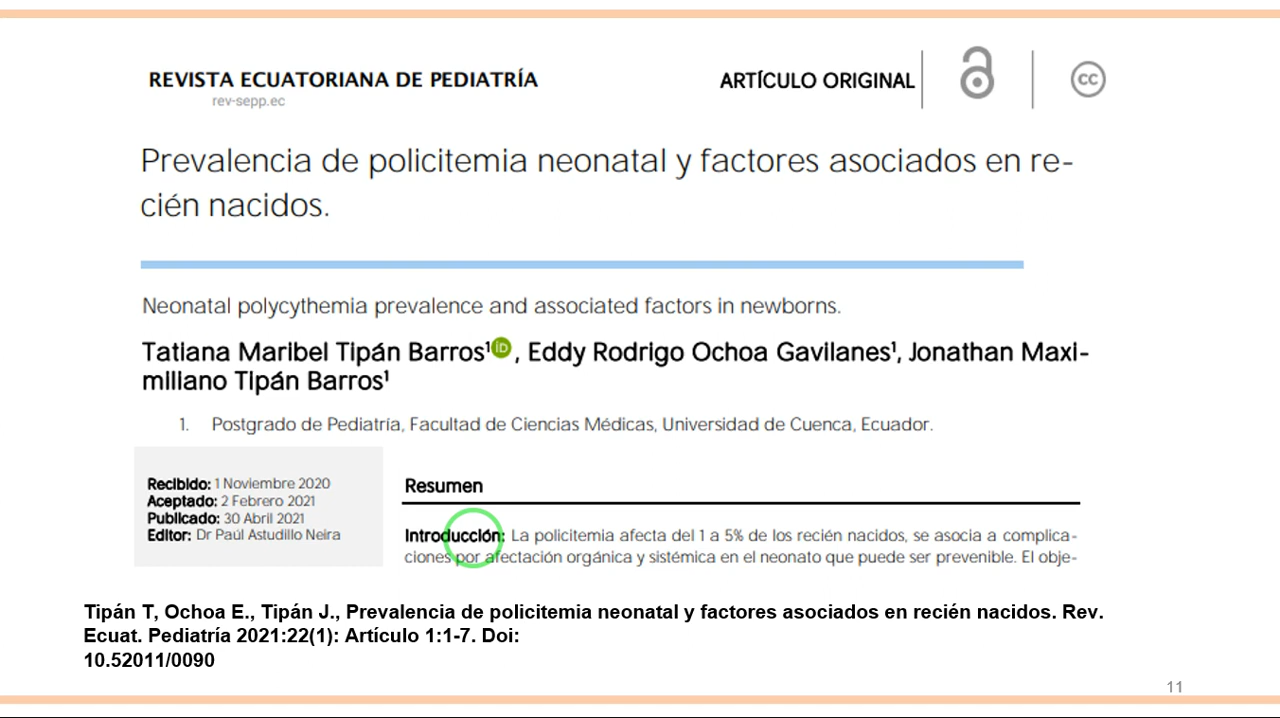 REVISTA ECUATORIANA DE PEDIATRÍA
rev-sepp.ec
ARTÍCULO ORIGINAL
cc
Prevalencia de policitemia neonatal y factores asociados en re-
cién nacidos.
Neonatal polycythemia prevalence and associated factors in newborns.
Tatiana Maribel Tipán Barros¹ iD , Eddy Rodrigo Ochoa Gavilanes¹, Jonathan Maxi-
miliano Tipán Barros¹
1. Postgrado de Pediatría, Facultad de Ciencias Médicas, Universidad de Cuenca, Ecuador.
Recibido: 1 Noviembre 2020
Aceptado: 2 Febrero 2021
Publicado: 30 Abril 2021
Editor: Dr Paúl Astudillo Neira
Resumen
Introducción: La policitemia afecta del 1 a 5% de los recién nacidos, se asocia a complica-
ciones por afectación orgánica y sistémica en el neonato que puede ser prevenible. El obje-
Tipán T, Ochoa E., Tipán J., Prevalencia de policitemia neonatal y factores asociados en recién nacidos. Rev.
Ecuat. Pediatría 2021:22(1): Artículo 1:1-7. Doi:
10.52011/0090
11